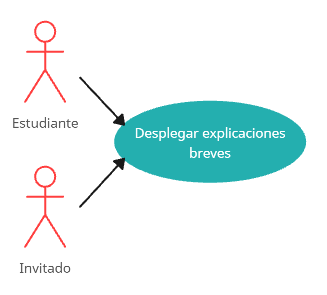 Estudiante
Desplegar explicaciones
breves
Invitado